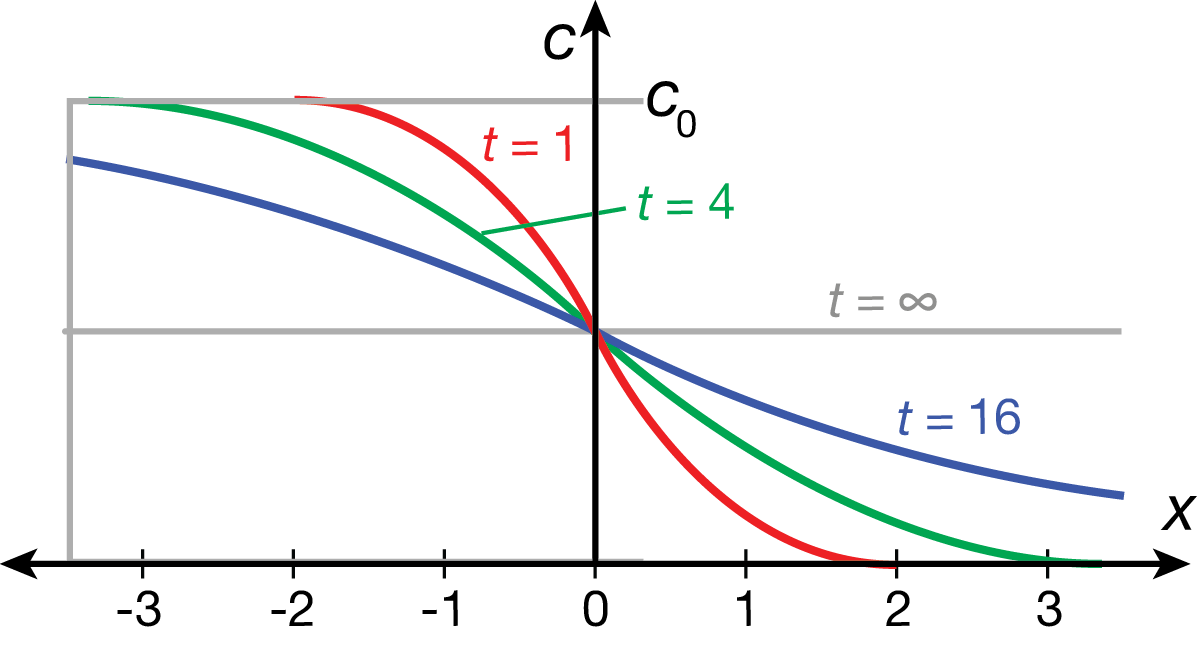 c
c₀
t = 1
t = 4
t = ∞
t = 16
x
-3 -2 -1 0 1 2 3